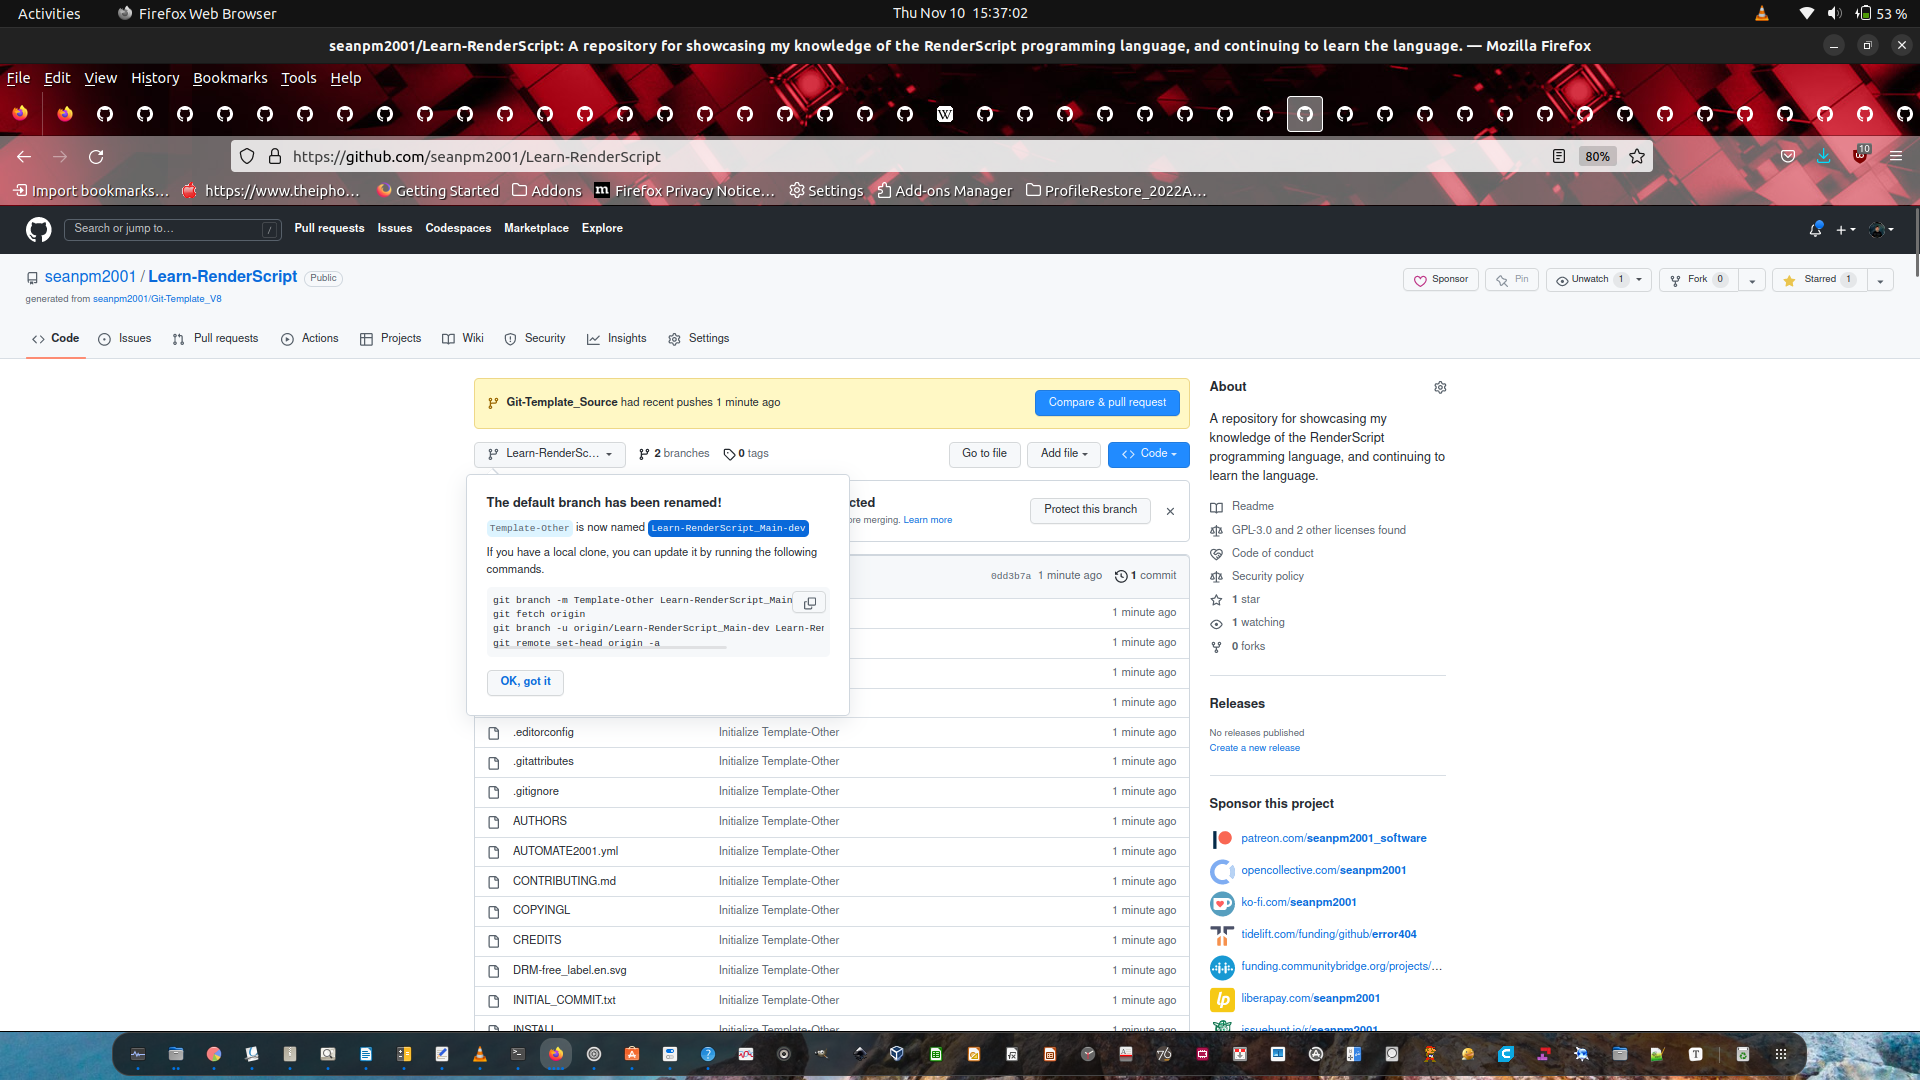 Activities
Firefox Web Browser
Thu Nov 10  15:37:02
53 %
seanpm2001/Learn-RenderScript: A repository for showcasing my knowledge of the RenderScript programming language, and continuing to learn the language. — Mozilla Firefox
File Edit View History Bookmarks Tools Help
https://github.com/seanpm2001/Learn-RenderScript
80%
10
Import bookmarks…
https://www.theipho…
Getting Started
Addons
Firefox Privacy Notice…
Settings
Add-ons Manager
ProfileRestore_2022A…
Search or jump to…
/
Pull requests
Issues
Codespaces
Marketplace
Explore
seanpm2001 / Learn-RenderScript Public
generated from seanpm2001/Git-Template_V8
Sponsor
Pin
Unwatch 1
Fork 0
Starred 1
Code
Issues
Pull requests
Actions
Projects
Wiki
Security
Insights
Settings
Git-Template_Source had recent pushes 1 minute ago
Compare & pull request
Learn-RenderSc…
2 branches
0 tags
Go to file
Add file
Code
The default branch has been renamed!
Template-Other is now named Learn-RenderScript_Main-dev
If you have a local clone, you can update it by running the following
commands.
git branch -m Template-Other Learn-RenderScript_Main
git fetch origin
git branch -u origin/Learn-RenderScript_Main-dev Learn-Rer
git remote set-head origin -a
OK, got it
cted
ore merging. Learn more
Protect this branch
0dd3b7a 1 minute ago 1 commit
1 minute ago
1 minute ago
1 minute ago
1 minute ago
.editorconfig Initialize Template-Other 1 minute ago
.gitattributes Initialize Template-Other 1 minute ago
.gitignore Initialize Template-Other 1 minute ago
AUTHORS Initialize Template-Other 1 minute ago
AUTOMATE2001.yml Initialize Template-Other 1 minute ago
CONTRIBUTING.md Initialize Template-Other 1 minute ago
COPYINGL Initialize Template-Other 1 minute ago
CREDITS Initialize Template-Other 1 minute ago
DRM-free_label.en.svg Initialize Template-Other 1 minute ago
INITIAL_COMMIT.txt Initialize Template-Other 1 minute ago
INSTALL Initialize Template-Other 1 minute ago
About
A repository for showcasing my
knowledge of the RenderScript
programming language, and continuing to
learn the language.
Readme
GPL-3.0 and 2 other licenses found
Code of conduct
Security policy
1 star
1 watching
0 forks
Releases
No releases published
Create a new release
Sponsor this project
patreon.com/seanpm2001_software
opencollective.com/seanpm2001
ko-fi.com/seanpm2001
tidelift.com/funding/github/error404
funding.communitybridge.org/projects/…
liberapay.com/seanpm2001
issuehunt.io/r/seanpm2001